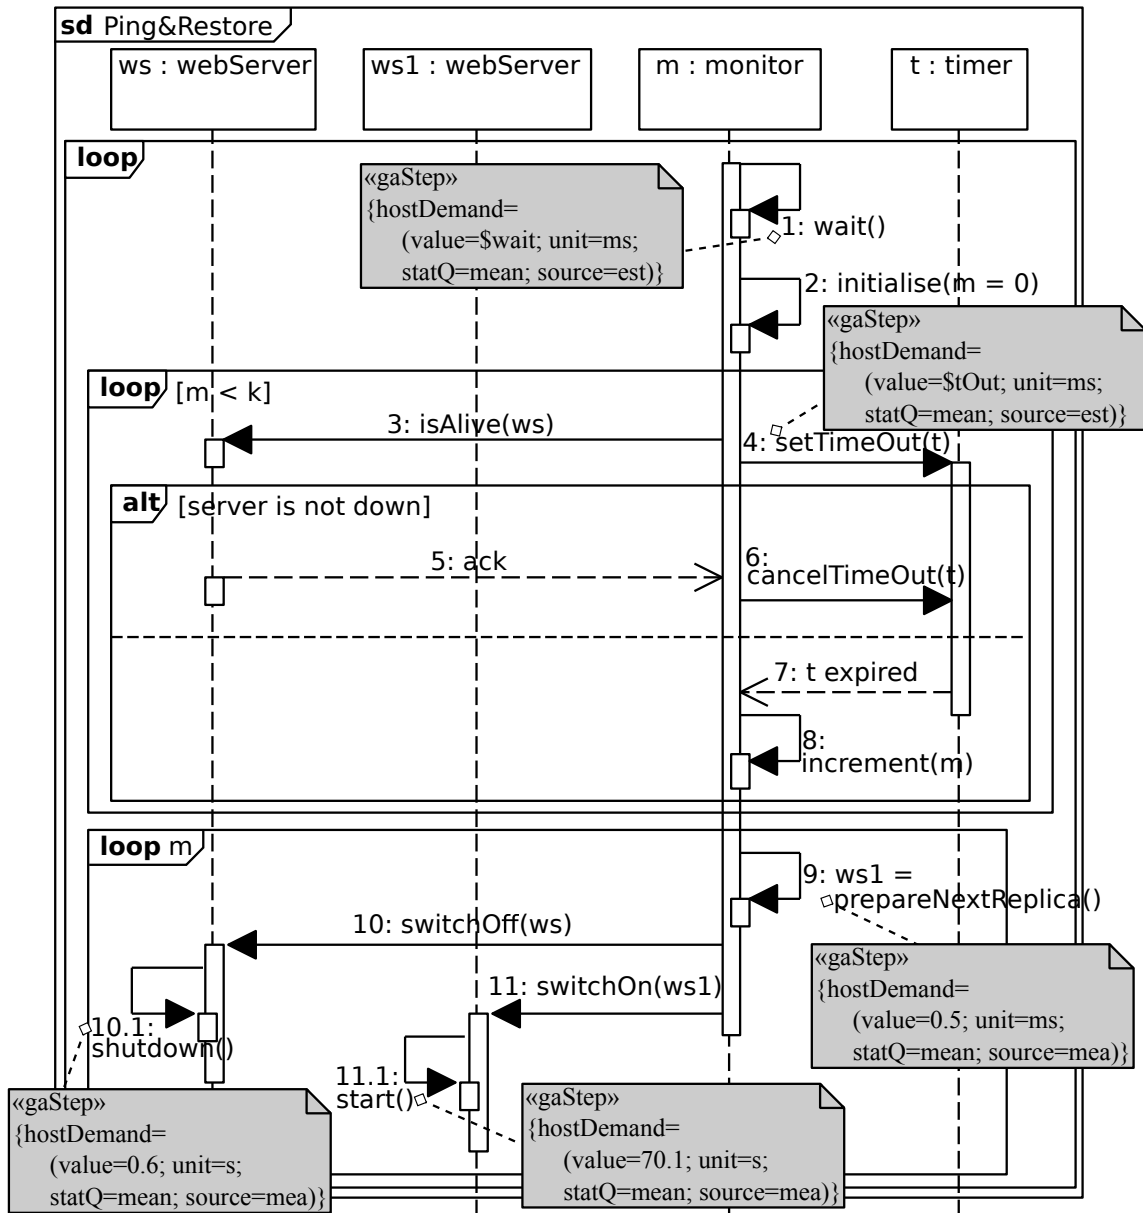 sd Ping&Restore
ws : webServer
ws1 : webServer
m : monitor
t : timer
loop
«gaStep»
{hostDemand=
(value=$wait; unit=ms;
statQ=mean; source=est)}
1: wait()
2: initialise(m = 0)
«gaStep»
{hostDemand=
(value=$tOut; unit=ms;
statQ=mean; source=est)}
loop [m < k]
3: isAlive(ws)
4: setTimeOut(t)
alt [server is not down]
5: ack
6:
cancelTimeOut(t)
7: t expired
8:
increment(m)
loop m
9: ws1 =
prepareNextReplica()
10: switchOff(ws)
«gaStep»
{hostDemand=
(value=0.5; unit=ms;
statQ=mean; source=mea)}
11: switchOn(ws1)
10.1:
shutdown()
11.1:
start()
«gaStep»
{hostDemand=
(value=0.6; unit=s;
statQ=mean; source=mea)}
«gaStep»
{hostDemand=
(value=70.1; unit=s;
statQ=mean; source=mea)}